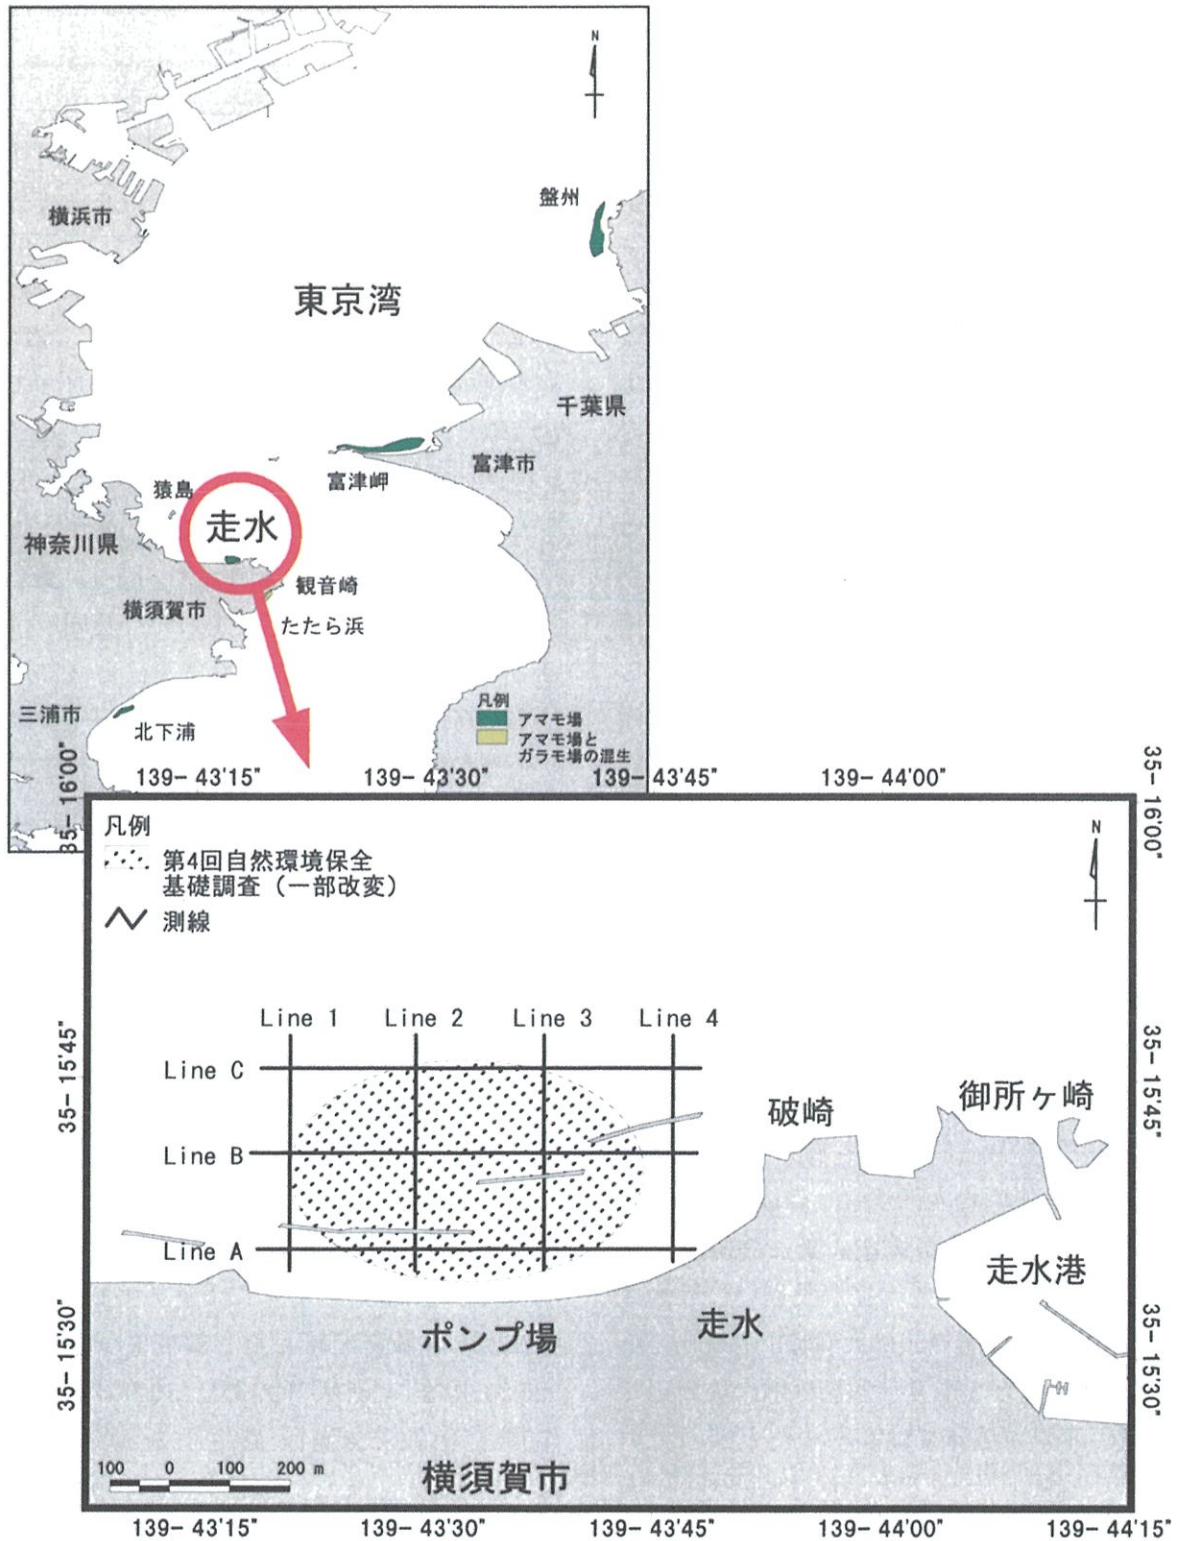 N
盤州
横浜市
東京湾
千葉県
富津市
富津岬
猿島
走水
神奈川県
観音崎
横須賀市
たたら浜
三浦市
北下浦
凡例
アマモ場
アマモ場と
ガラモ場の混生
139-43'15"
139-43'30"
139-43'45"
139-44'00"
35-16'00"
35-16'00"
凡例
第4回自然環境保全
基礎調査（一部改変）
測線
N
Line 1
Line 2
Line 3
Line 4
Line C
Line B
Line A
35-15'45"
35-15'45"
破崎
御所ヶ崎
走水港
走水
ポンプ場
35-15'30"
35-15'30"
100 0 100 200 m
横須賀市
139-43'15"
139-43'30"
139-43'45"
139-44'00"
139-44'15"